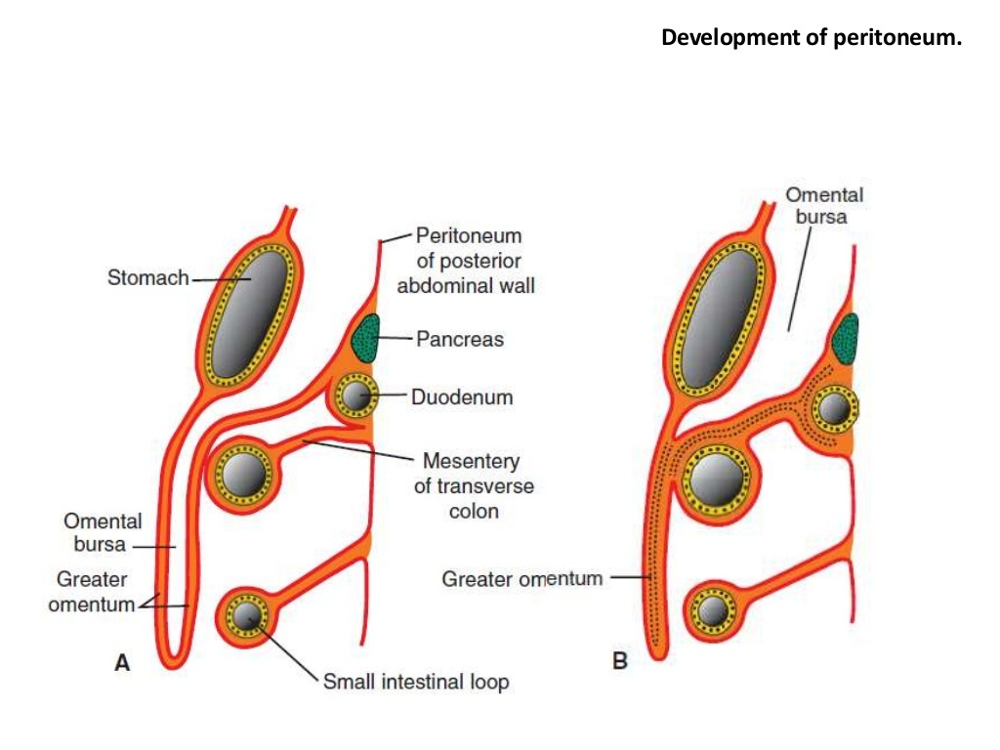 Development of peritoneum.
Omental
bursa
Peritoneum
of posterior
abdominal wall
Stomach
Pancreas
Duodenum
Mesentery
of transverse
colon
Omental
bursa
Greater
omentum
Greater omentum
A
B
Small intestinal loop